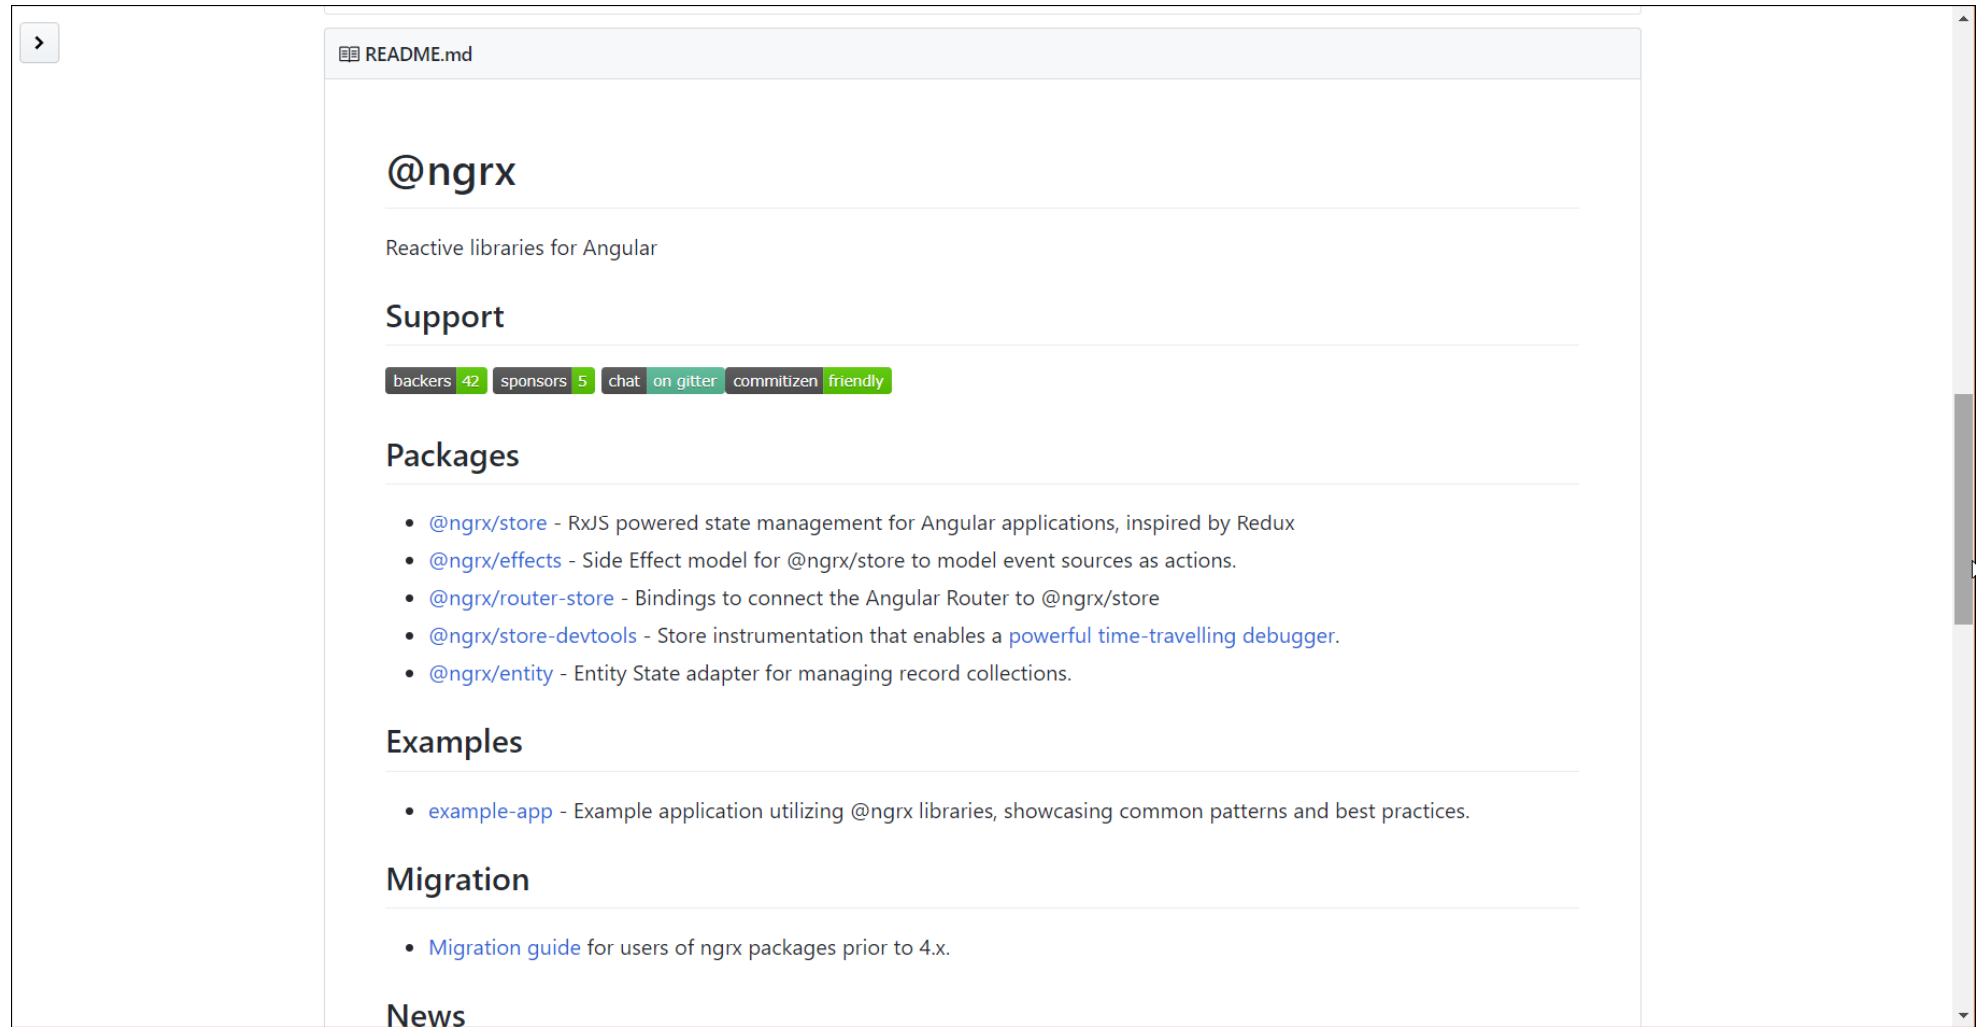 README.md
@ngrx
Reactive libraries for Angular
Support
backers 42 sponsors 5 chat on gitter commitizen friendly
Packages
@ngrx/store - RxJS powered state management for Angular applications, inspired by Redux
@ngrx/effects - Side Effect model for @ngrx/store to model event sources as actions.
@ngrx/router-store - Bindings to connect the Angular Router to @ngrx/store
@ngrx/store-devtools - Store instrumentation that enables a powerful time-travelling debugger.
@ngrx/entity - Entity State adapter for managing record collections.
Examples
example-app - Example application utilizing @ngrx libraries, showcasing common patterns and best practices.
Migration
Migration guide for users of ngrx packages prior to 4.x.
News